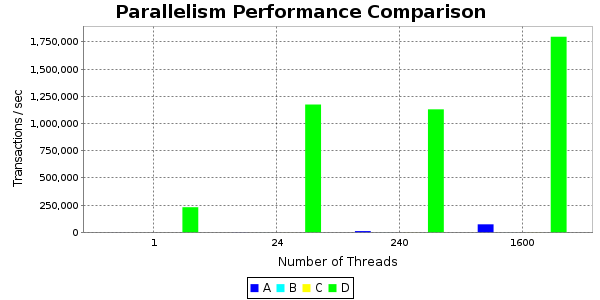 Parallelism Performance Comparison
Transactions / sec
1,750,000
1,500,000
1,250,000
1,000,000
750,000
500,000
250,000
0
1 24 240 1600
Number of Threads
A B C D